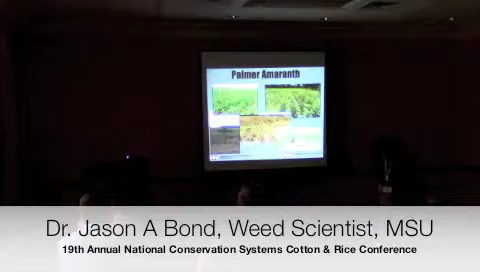 Palmer Amaranth
Dr. Jason A Bond, Weed Scientist, MSU
19th Annual National Conservation Systems Cotton & Rice Conference